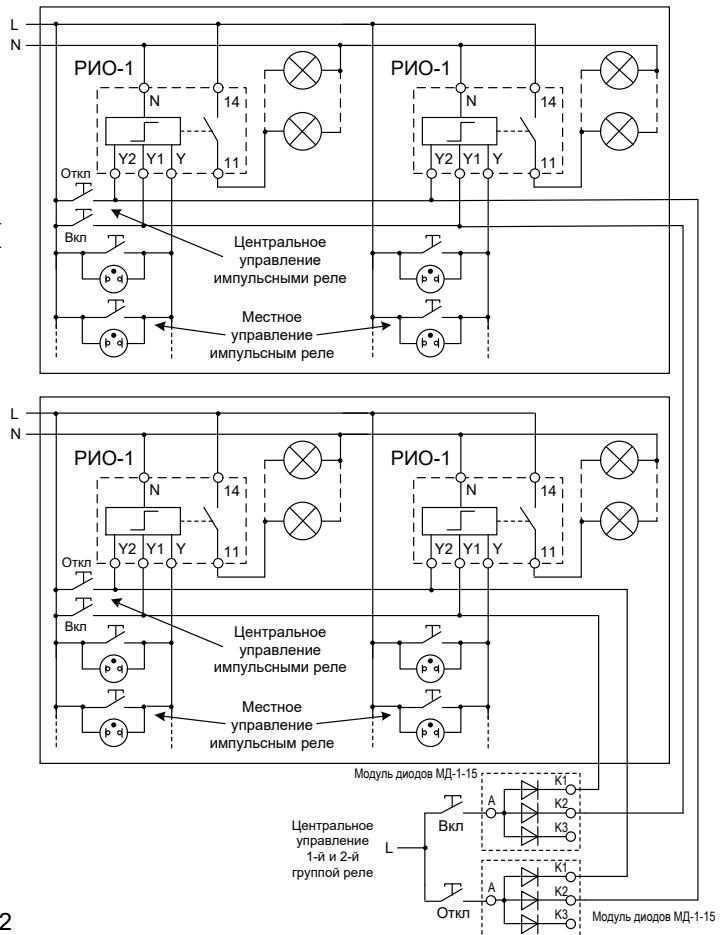 L
N
РИО-1
РИО-1
N
14
N
14
Y2 Y1 Y
11
Y2 Y1 Y
11
Откл
Вкл
Центральное
управление
импульсными реле
Местное
управление
импульсным реле
L
N
РИО-1
РИО-1
N
14
N
14
Y2 Y1 Y
11
Y2 Y1 Y
11
Откл
Вкл
Центральное
управление
импульсными реле
Местное
управление
импульсным реле
Модуль диодов МД-1-15
A
K1
K2
K3
Вкл
Центральное
управление
1-й и 2-й
группой реле
L
Откл
A
K1
K2
K3
Модуль диодов МД-1-15
2